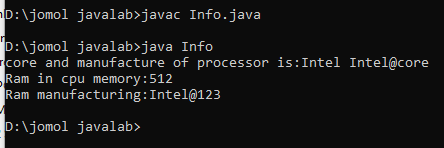 D:\jomol javalab>javac Info.java
D:\jomol javalab>java Info
core and manufacture of processor is:Intel Intel@core
Ram in cpu memory:512
Ram manufacturing:Intel@123
D:\jomol javalab>